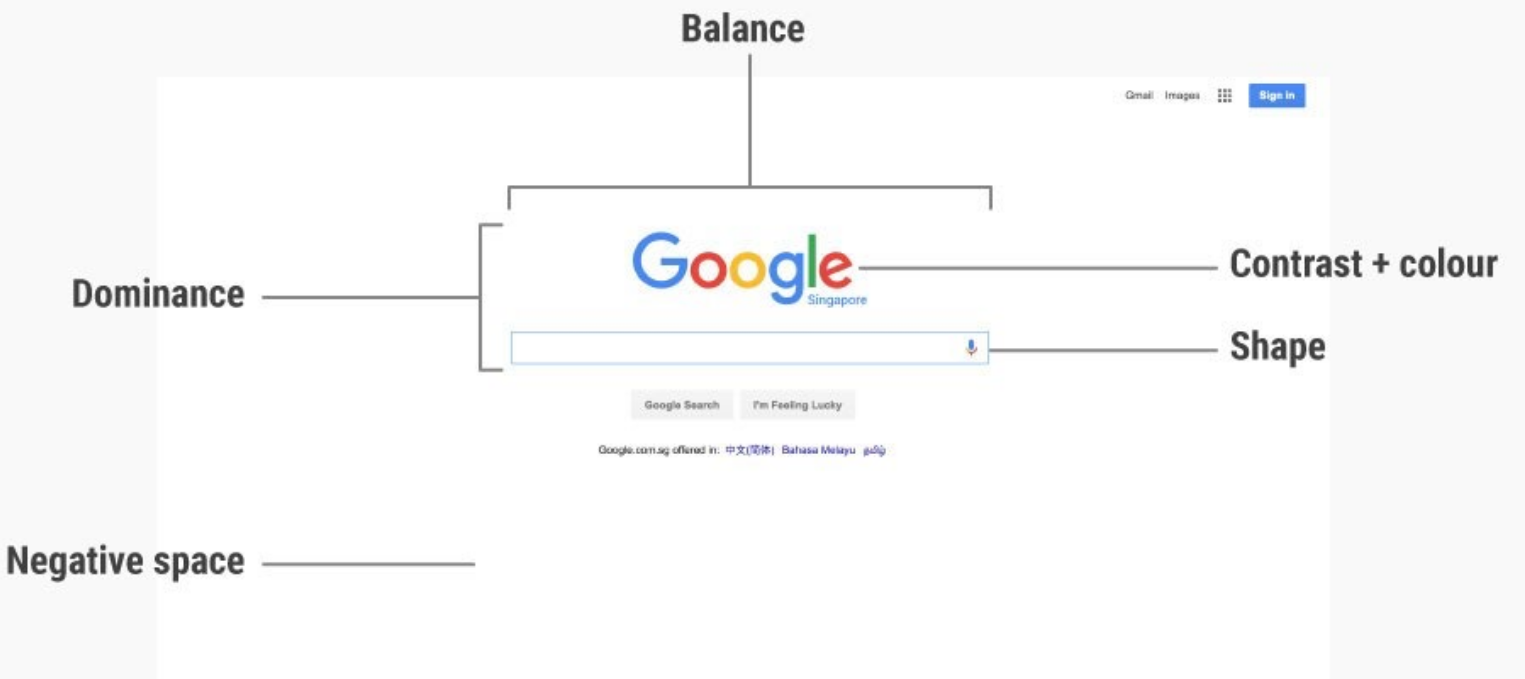 Balance
Gmail Images Sign in
Google
Contrast + colour
Dominance
Singapore
Shape
Google Search I'm Feeling Lucky
Google.com.sg offered in: 中文(简体) Bahasa Melayu தமிழ்
Negative space